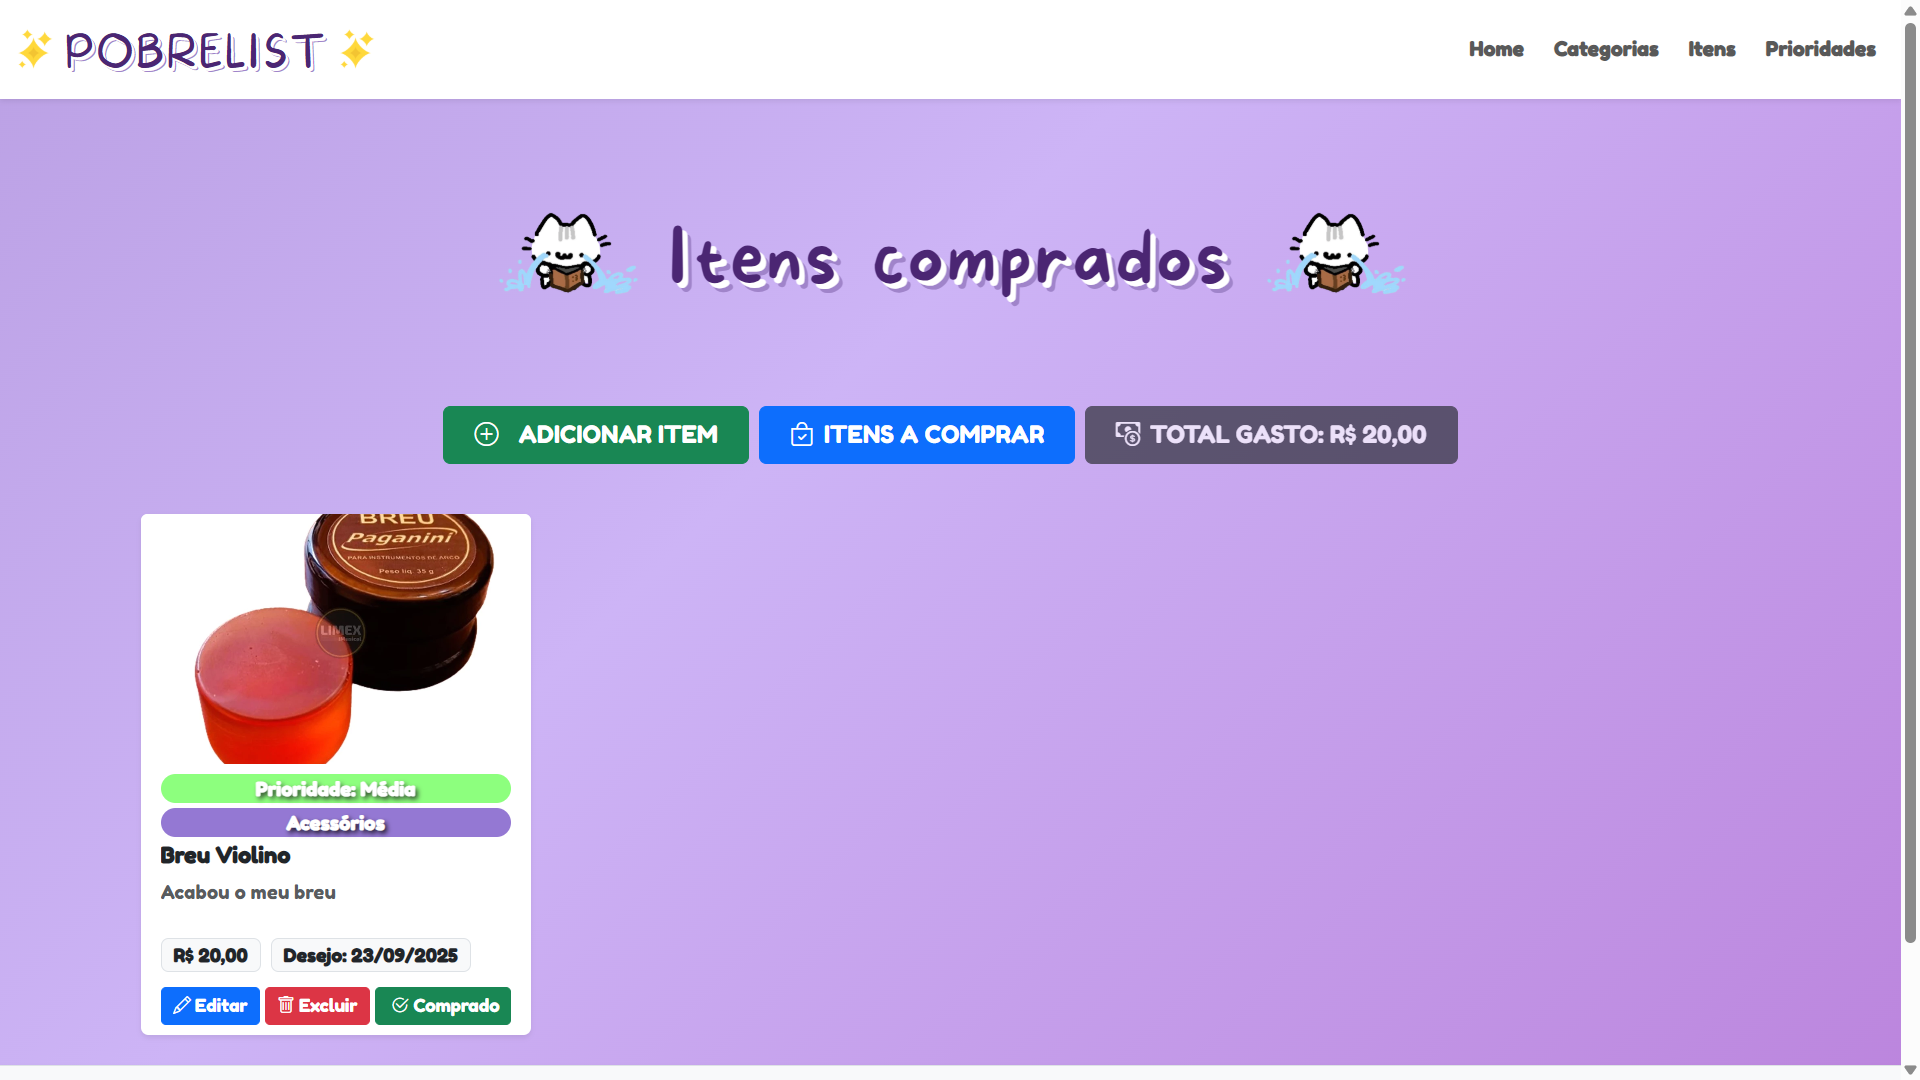 POBRELIST
Home Categorias Itens Prioridades
Itens comprados
ADICIONAR ITEM
ITENS A COMPRAR
TOTAL GASTO: R$ 20,00
BREU
Paganini
PARA INSTRUMENTOS DE ARCO
Peso liq. 35 g
LIMEX
Musical
Prioridade: Média
Acessórios
Breu Violino
Acabou o meu breu
R$ 20,00
Desejo: 23/09/2025
Editar
Excluir
Comprado